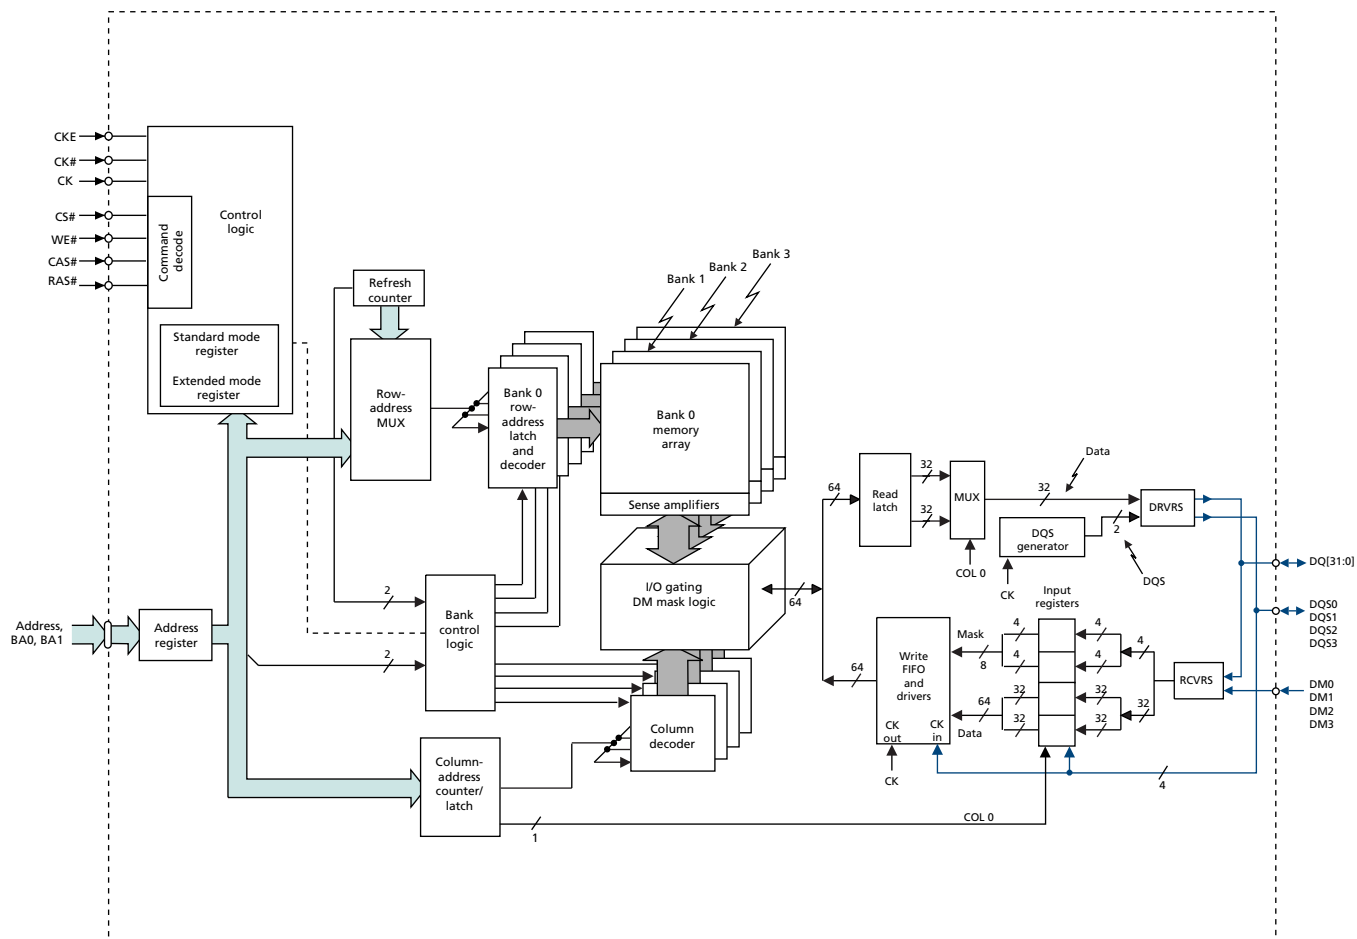 CKE
CK#
CK
CS#
WE#
CAS#
RAS#
Command
decode
Control
logic
Standard mode
register
Extended mode
register
Refresh
counter
Row-
address
MUX
Bank 0
row-
address
latch
and
decoder
Bank 1
Bank 2
Bank 3
Bank 0
memory
array
Sense amplifiers
I/O gating
DM mask logic
Address,
BA0, BA1
Address
register
2
2
Bank
control
logic
Column-
address
counter/
latch
1
COL 0
Column
decoder
64
64
Read
latch
32
32
MUX
COL 0
32
Data
DQS
generator
CK
2
DQS
DRVRS
DQ[31:0]
DQS0
DQS1
DQS2
DQS3
DM0
DM1
DM2
DM3
RCVRS
Input
registers
4
4
4
4
4
32
32
32
32
32
Mask
8
64
Data
64
Write
FIFO
and
drivers
CK
out
CK
in
CK
4